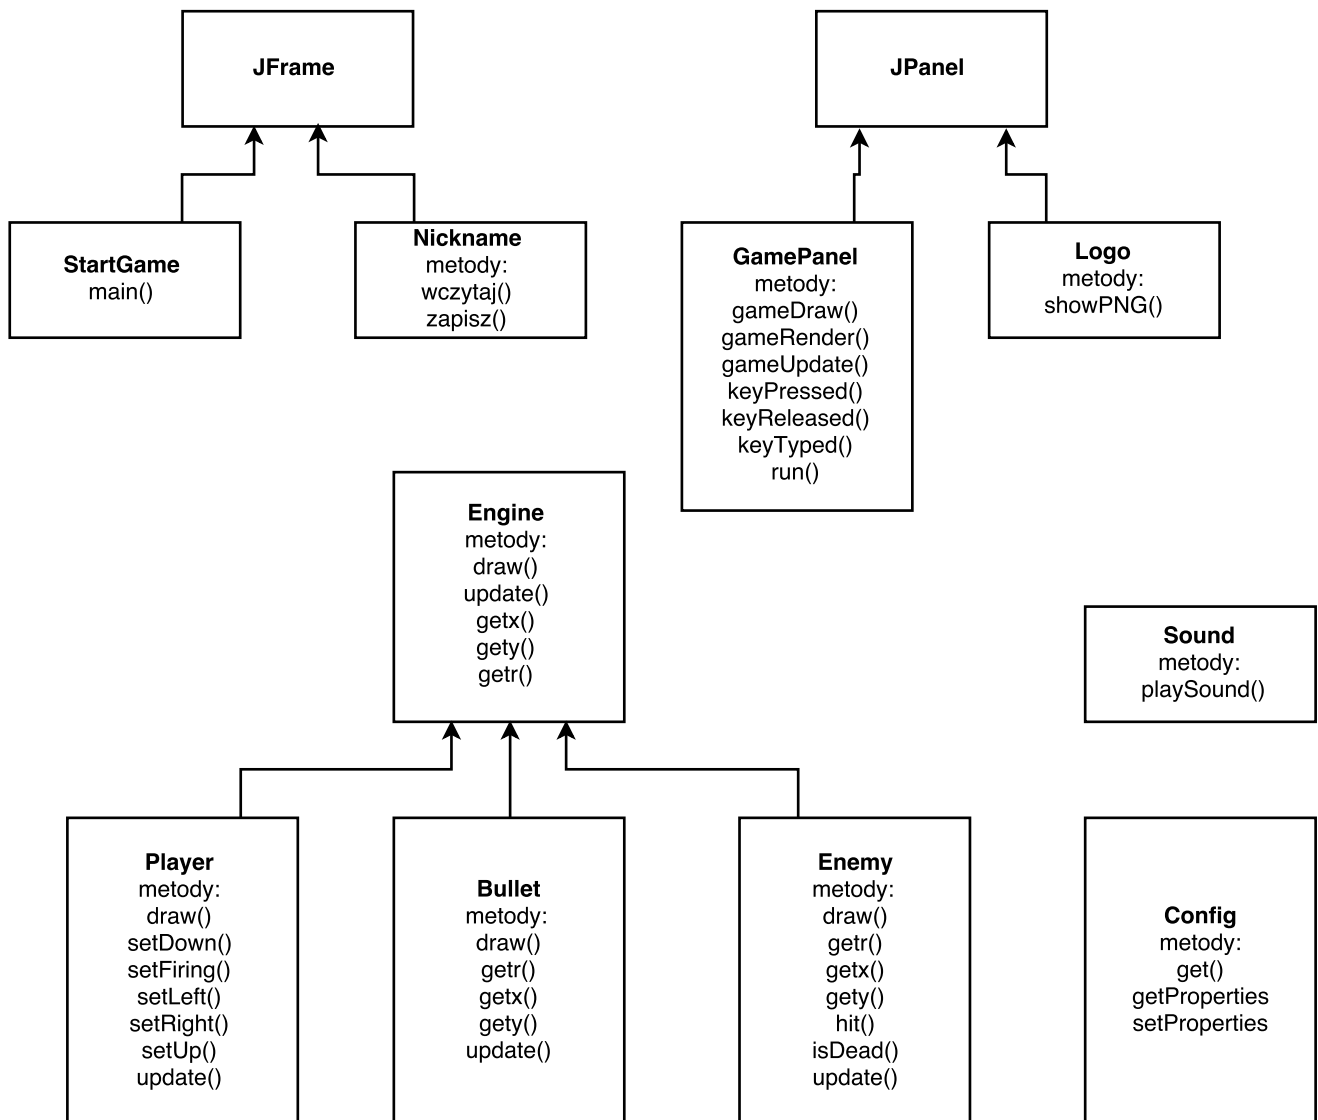 JFrame
JPanel
StartGame
main()
Nickname
metody:
wczytaj()
zapisz()
GamePanel
metody:
gameDraw()
gameRender()
gameUpdate()
keyPressed()
keyReleased()
keyTyped()
run()
Logo
metody:
showPNG()
Engine
metody:
draw()
update()
getx()
gety()
getr()
Sound
metody:
playSound()
Player
metody:
draw()
setDown()
setFiring()
setLeft()
setRight()
setUp()
update()
Bullet
metody:
draw()
getr()
getx()
gety()
update()
Enemy
metody:
draw()
getr()
getx()
gety()
hit()
isDead()
update()
Config
metody:
get()
getProperties
setProperties